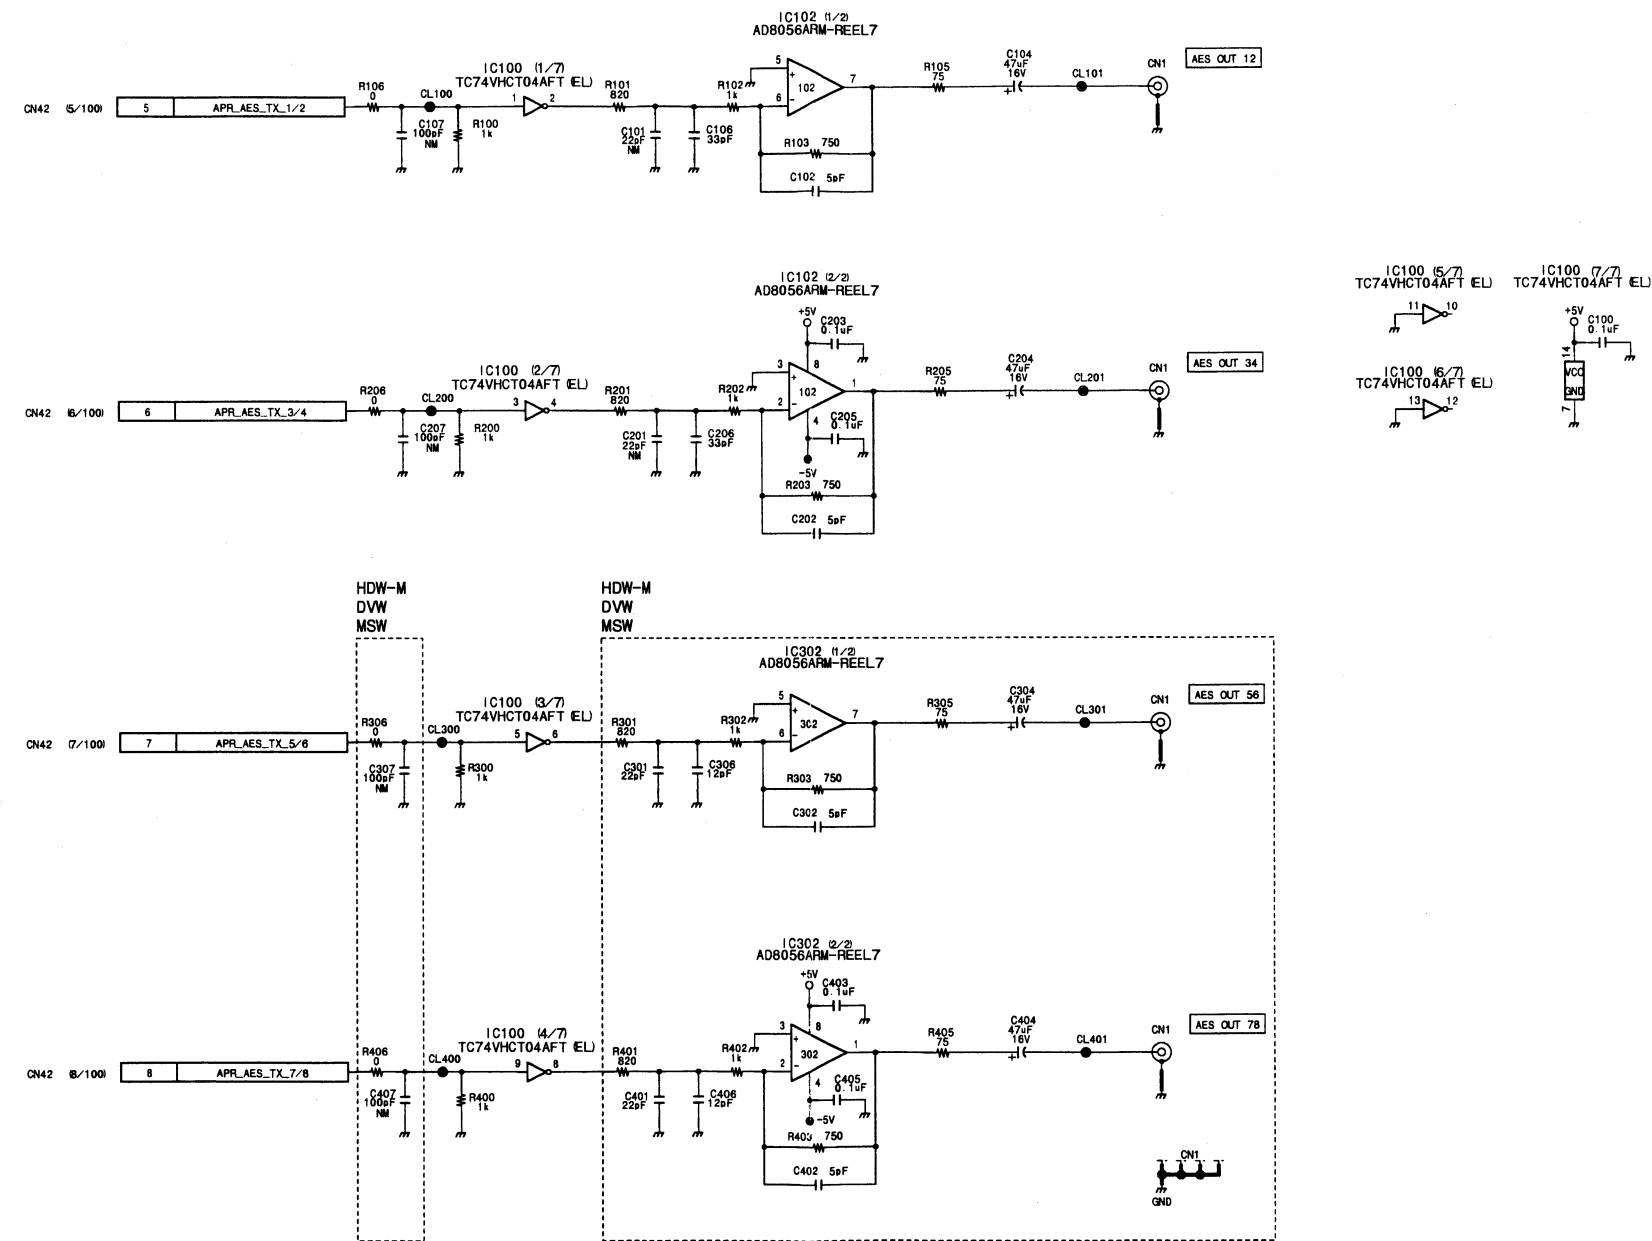 IC102 (1/2)
AD8056ARM-REEL7
IC100 (1/7)
TC74VHCT04AFT (EL)
CN42 (5/100) 5 APR_AES_TX_1/2
R106
0
CL100
C107
100pF
NM
R100
1k
1 2
R101
820
C101
22pF
NM
C106
33pF
R102
1k
5
+
6
-
102
7
R103 750
C102 5pF
R105
75
C104
47uF
16V
+
CL101
CN1
AES OUT 12
IC102 (2/2)
AD8056ARM-REEL7
+5V
C203
0.1uF
IC100 (2/7)
TC74VHCT04AFT (EL)
CN42 (6/100) 6 APR_AES_TX_3/4
R206
0
CL200
C207
100pF
NM
R200
1k
3 4
R201
820
C201
22pF
NM
C206
33pF
R202
1k
3
+
2
-
102
8
1
4
C205
0.1uF
-5V
R203 750
C202 5pF
R205
75
C204
47uF
16V
+
CL201
CN1
AES OUT 34
IC100 (5/7)
TC74VHCT04AFT (EL)
11 10
IC100 (6/7)
TC74VHCT04AFT (EL)
13 12
IC100 (7/7)
TC74VHCT04AFT (EL)
+5V
C100
0.1uF
14
VCC
GND
7
HDW-M
DVW
MSW
HDW-M
DVW
MSW
IC302 (1/2)
AD8056ARM-REEL7
IC100 (3/7)
TC74VHCT04AFT (EL)
CN42 (7/100) 7 APR_AES_TX_5/6
R306
0
CL300
C307
100pF
NM
R300
1k
5 6
R301
820
C301
22pF
C306
12pF
R302
1k
5
+
6
-
302
7
R303 750
C302 5pF
R305
75
C304
47uF
16V
+
CL301
CN1
AES OUT 56
IC302 (2/2)
AD8056ARM-REEL7
+5V
C403
0.1uF
IC100 (4/7)
TC74VHCT04AFT (EL)
CN42 (8/100) 8 APR_AES_TX_7/8
R406
0
CL400
C407
100pF
NM
R400
1k
9 8
R401
820
C401
22pF
C406
12pF
R402
1k
3
+
2
-
302
8
1
4
C405
0.1uF
-5V
R403 750
C402 5pF
R405
75
C404
47uF
16V
+
CL401
CN1
AES OUT 78
CN1
GND